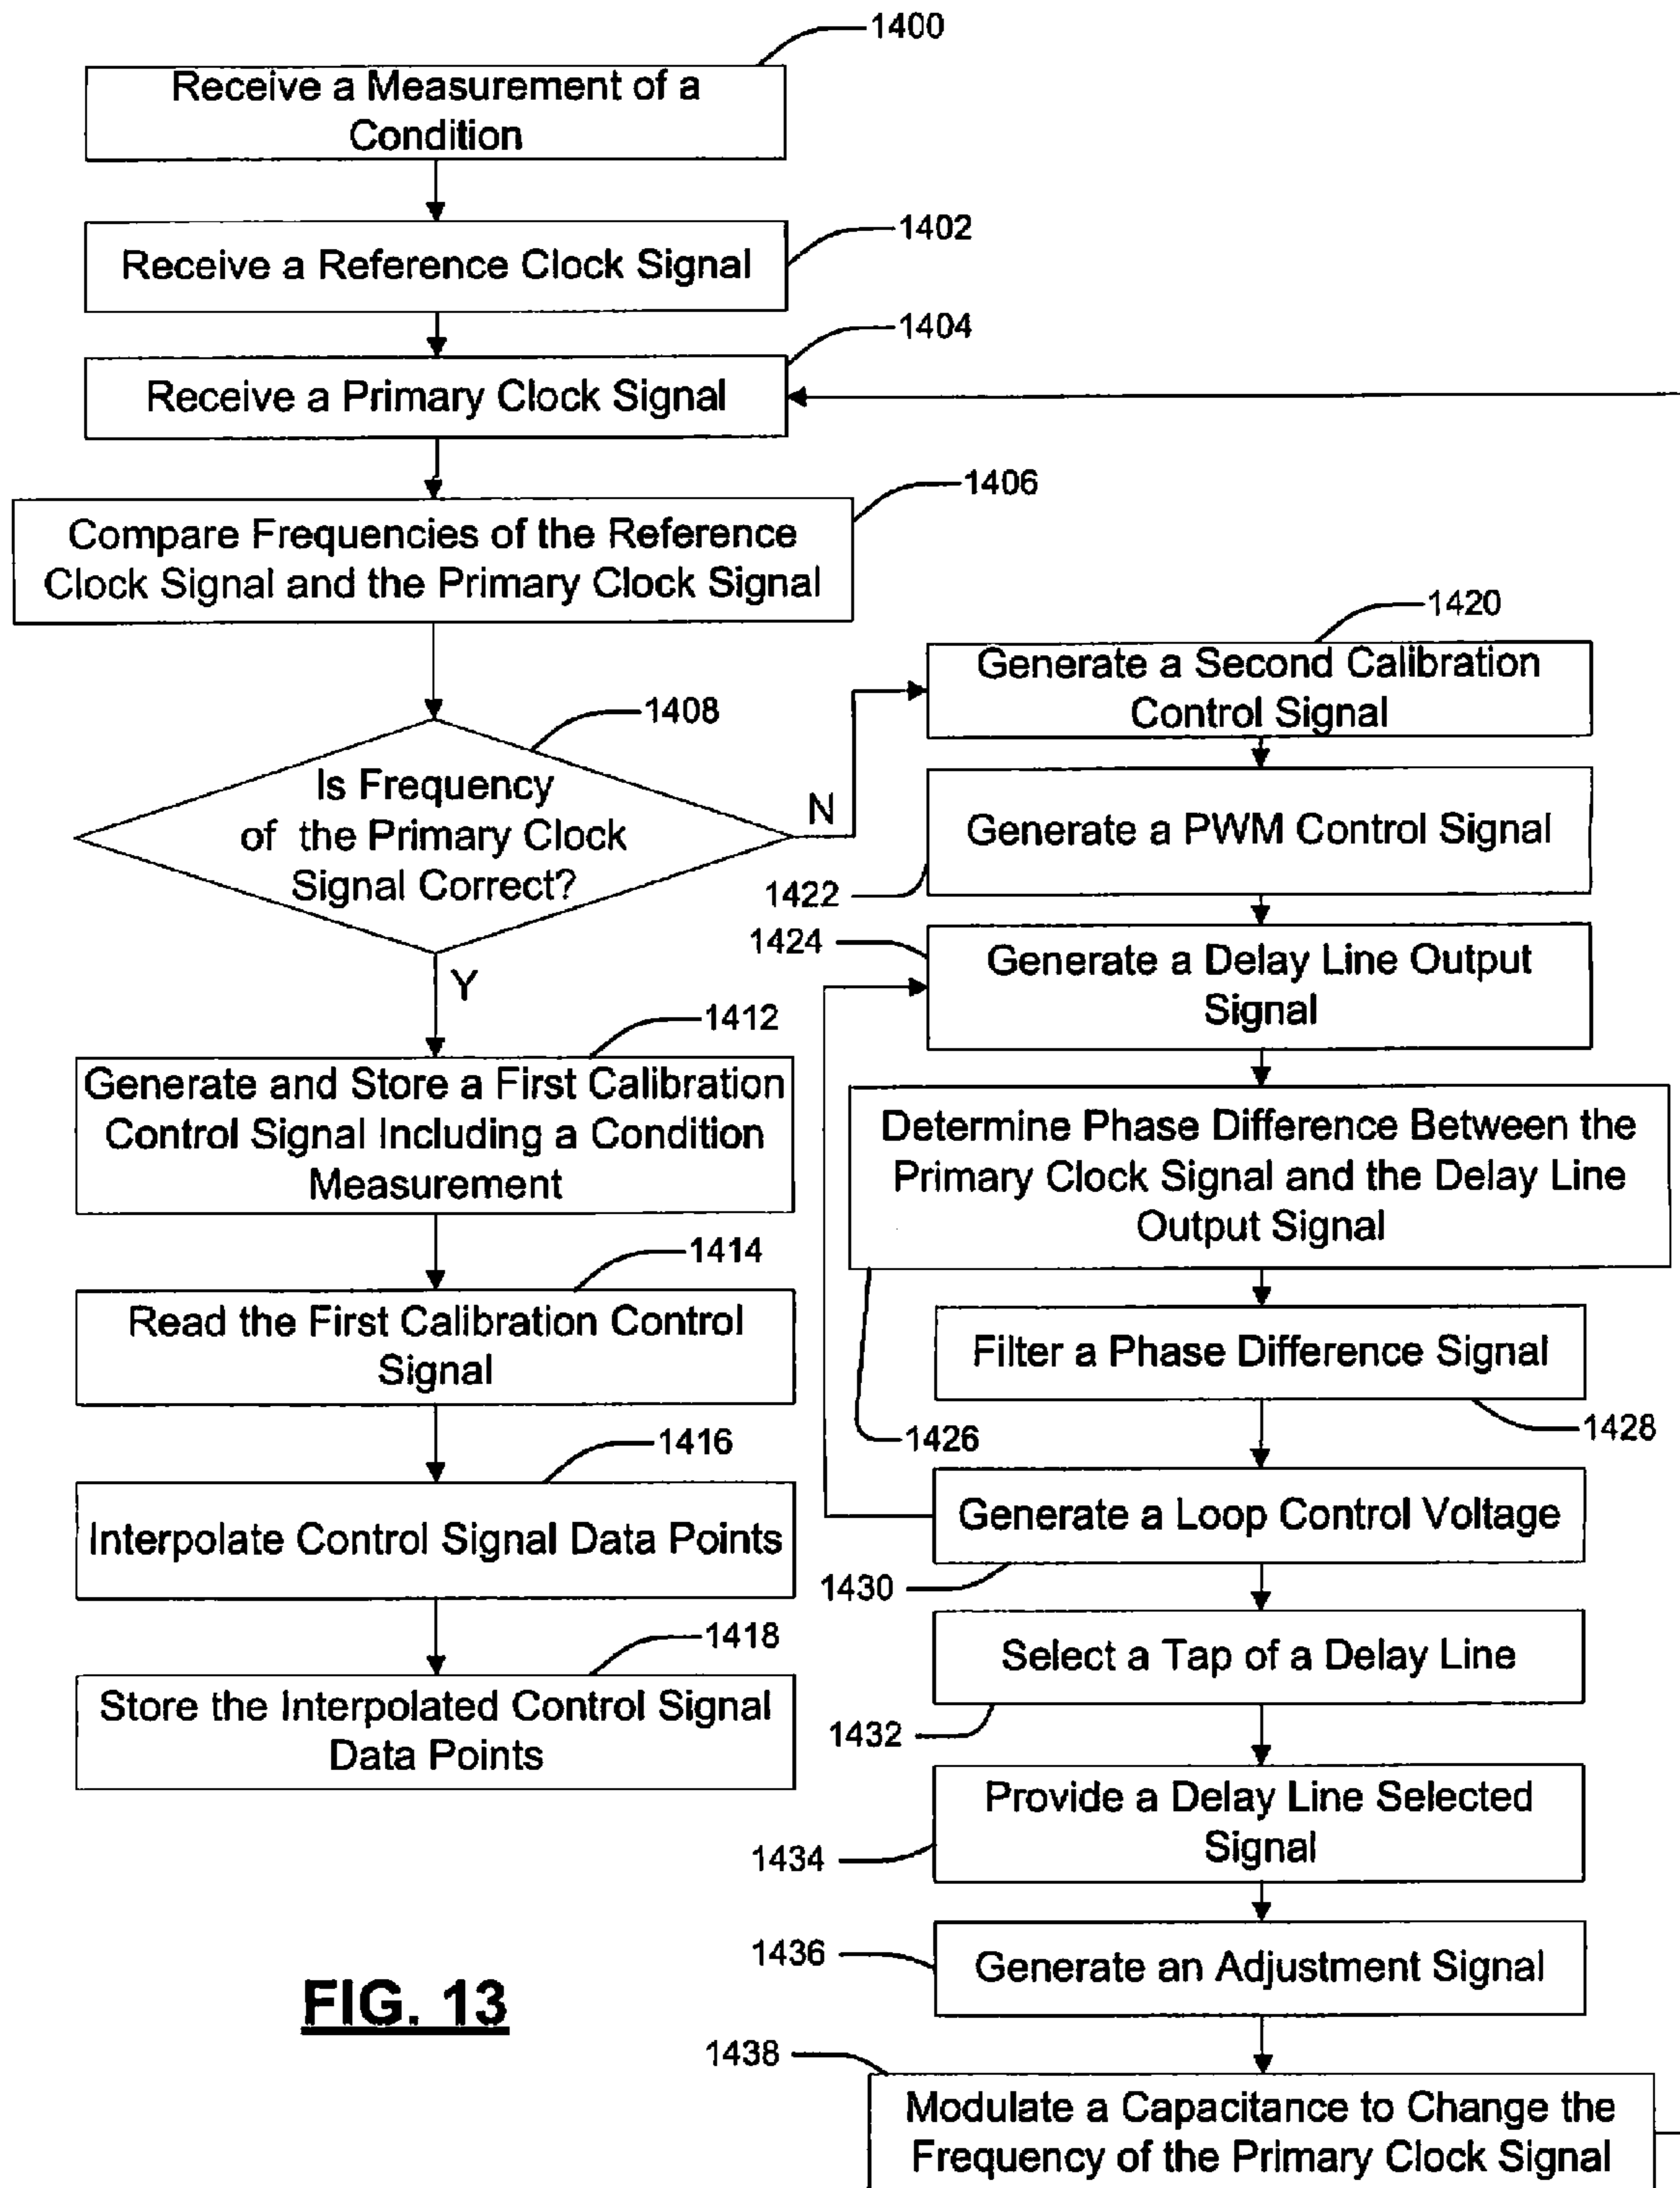 1400
Receive a Measurement of a
Condition
1402
Receive a Reference Clock Signal
1404
Receive a Primary Clock Signal
1406
Compare Frequencies of the Reference
Clock Signal and the Primary Clock Signal
1408
Is Frequency
of the Primary Clock
Signal Correct?
N
Y
1412
Generate and Store a First Calibration
Control Signal Including a Condition
Measurement
1414
Read the First Calibration Control
Signal
1416
Interpolate Control Signal Data Points
1418
Store the Interpolated Control Signal
Data Points
1420
Generate a Second Calibration
Control Signal
Generate a PWM Control Signal
1422
1424
Generate a Delay Line Output
Signal
Determine Phase Difference Between the
Primary Clock Signal and the Delay Line
Output Signal
1426
Filter a Phase Difference Signal
1428
Generate a Loop Control Voltage
1430
Select a Tap of a Delay Line
1432
Provide a Delay Line Selected
Signal
1434
1436
Generate an Adjustment Signal
1438
Modulate a Capacitance to Change the
Frequency of the Primary Clock Signal
FIG. 13